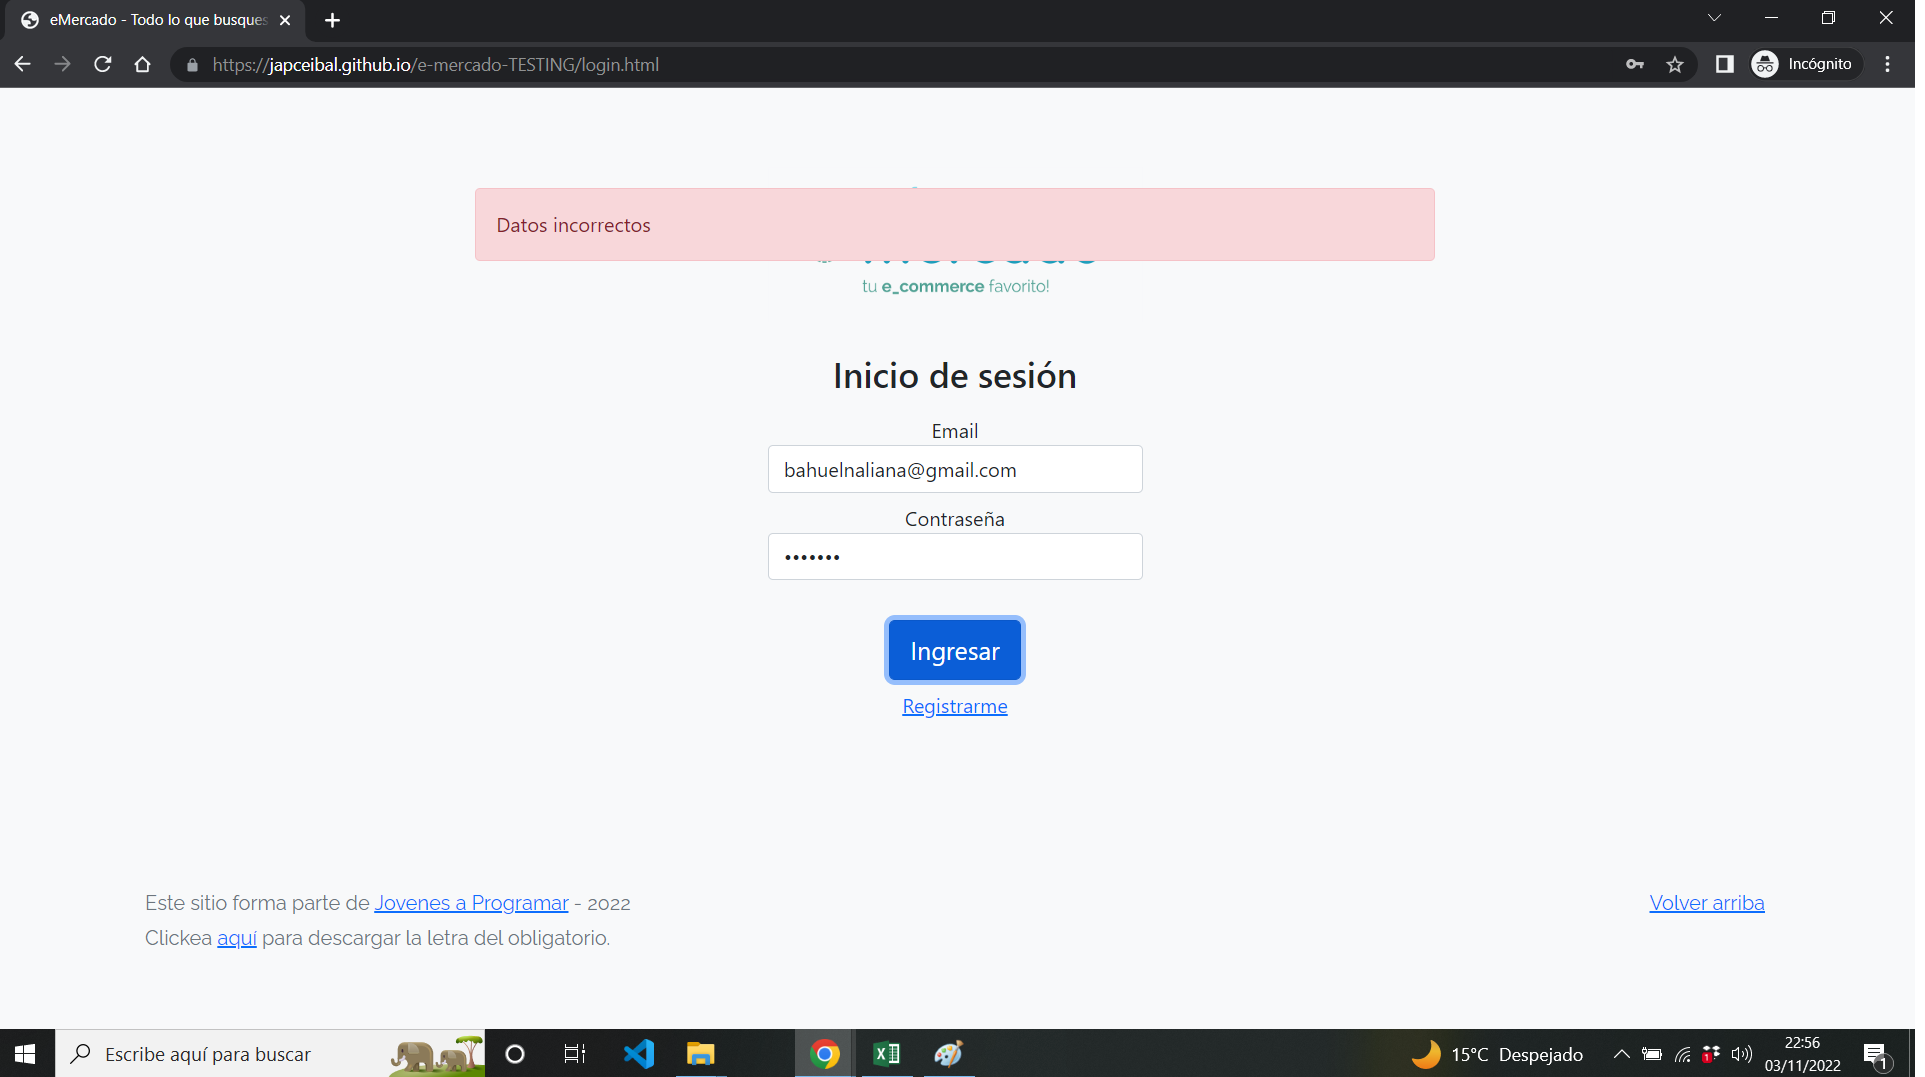 eMercado - Todo lo que busques
https://japceibal.github.io/e-mercado-TESTING/login.html
Incógnito
Datos incorrectos
tu e_commerce favorito!
Inicio de sesión
Email
bahuelnaliana@gmail.com
Contraseña
•••••••
Ingresar
Registrarme
Este sitio forma parte de Jovenes a Programar - 2022
Volver arriba
Clickea aquí para descargar la letra del obligatorio.
Escribe aquí para buscar
15°C Despejado
1
22:56
03/11/2022
1